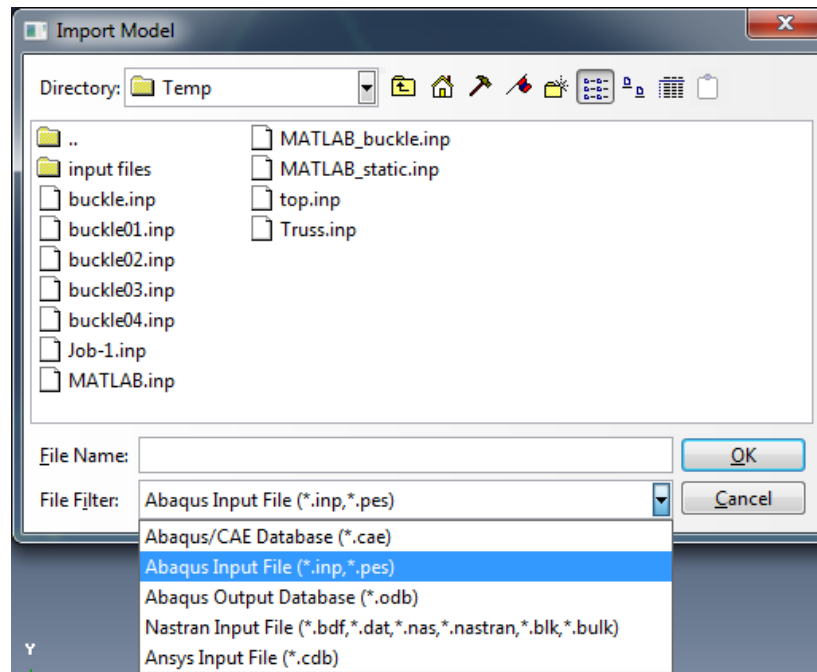 Import Model
Directory: Temp
..
input files
buckle.inp
buckle01.inp
buckle02.inp
buckle03.inp
buckle04.inp
Job-1.inp
MATLAB.inp
MATLAB_buckle.inp
MATLAB_static.inp
top.inp
Truss.inp
File Name:
OK
File Filter: Abaqus Input File (*.inp,*.pes)
Cancel
Abaqus/CAE Database (*.cae)
Abaqus Input File (*.inp,*.pes)
Abaqus Output Database (*.odb)
Nastran Input File (*.bdf,*.dat,*.nas,*.nastran,*.blk,*.bulk)
Ansys Input File (*.cdb)
Y